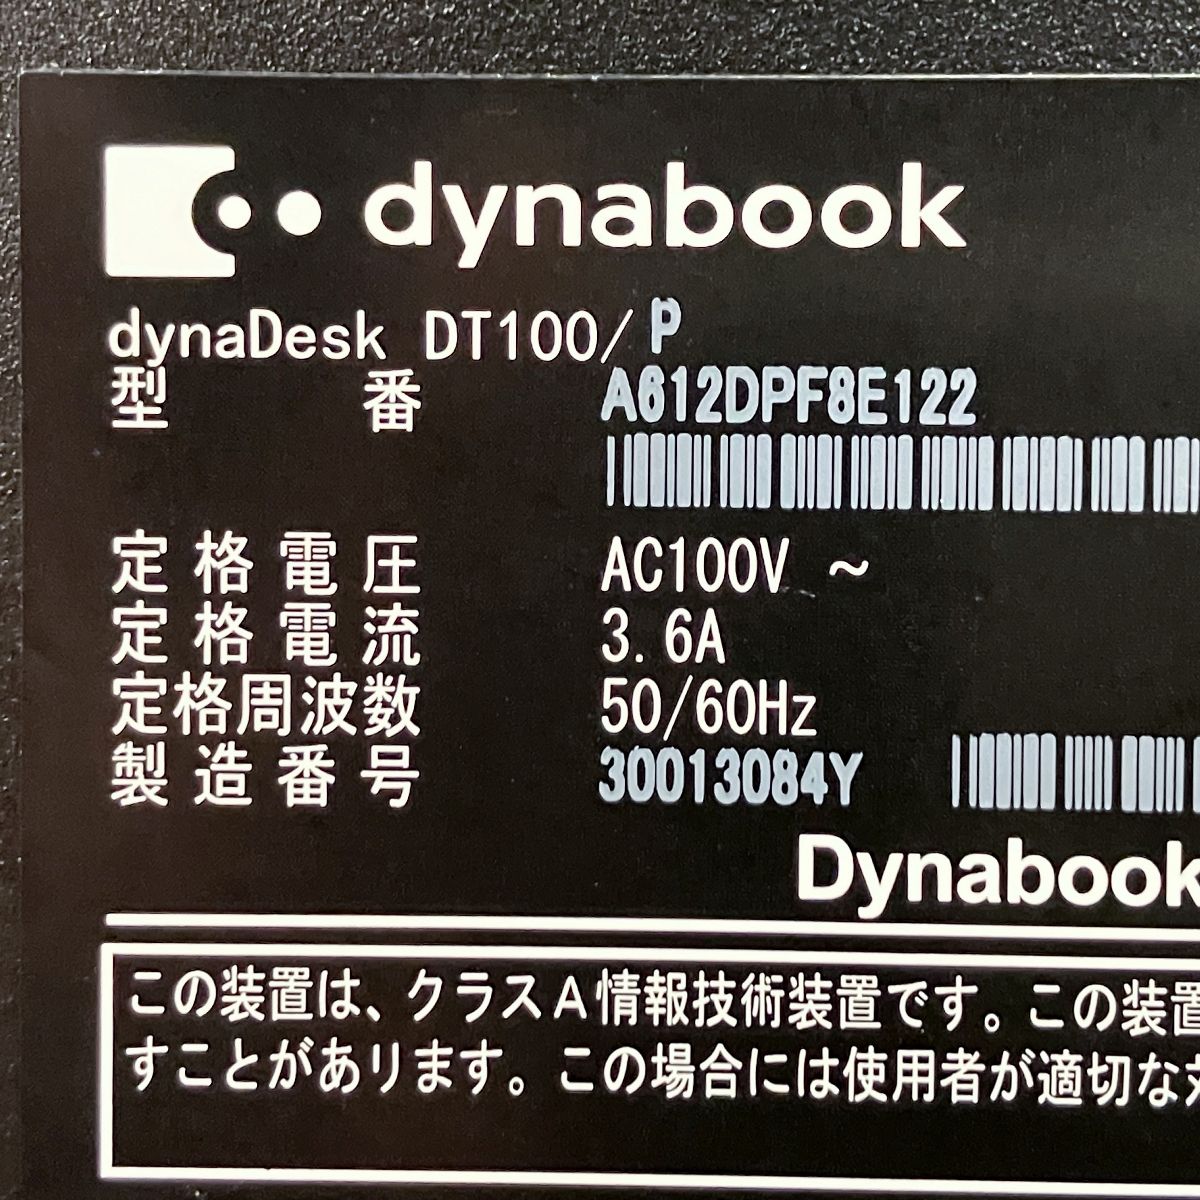 dynabook
dynaDesk DT100/P
型番 A612DPF8E122
定格電圧 AC100V ~
定格電流 3.6A
定格周波数 50/60Hz
製造番号 30013084Y
Dynabook
この装置は、クラスA情報技術装置です。この装置
すことがあります。この場合には使用者が適切な